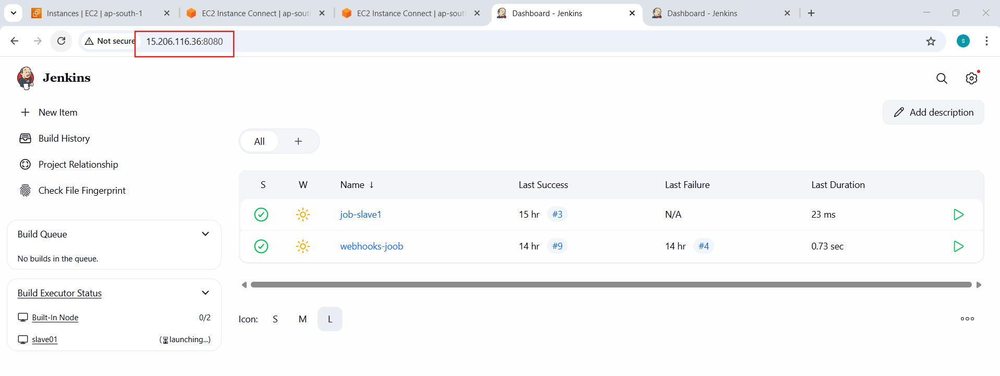 Instances | EC2 | ap-south-1
EC2 Instance Connect | ap-sout
EC2 Instance Connect | ap-sout
Dashboard - Jenkins
Dashboard - Jenkins
Not secure
15.206.116.36:8080
S
Jenkins
New Item
Add description
Build History
All
Project Relationship
Check File Fingerprint
S W Name ↓ Last Success Last Failure Last Duration
job-slave1 15 hr #3 N/A 23 ms
webhooks-joob 14 hr #9 14 hr #4 0.73 sec
Build Queue
No builds in the queue.
Build Executor Status
Built-In Node 0/2
slave01 (launching...)
Icon: S M L